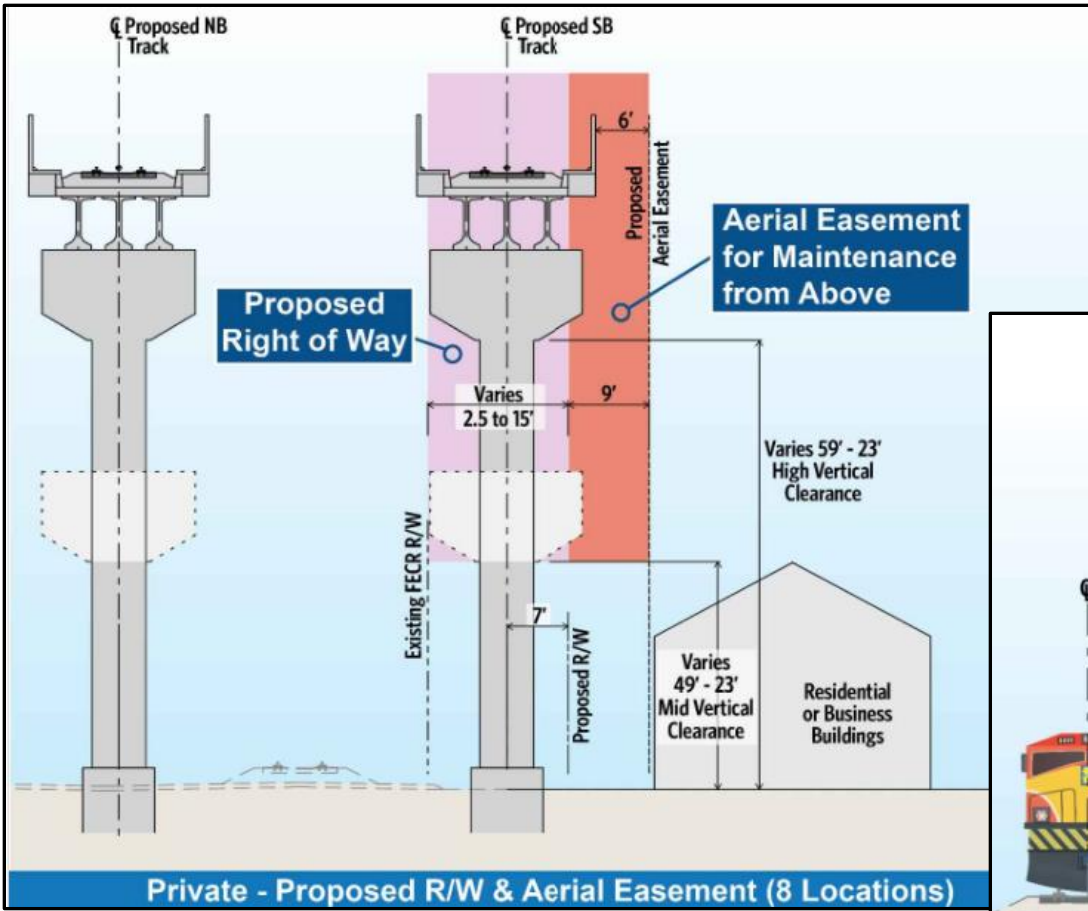 ℄ Proposed NB
Track
℄ Proposed SB
Track
6'
Proposed
Aerial Easement
Aerial Easement
for Maintenance
from Above
Proposed
Right of Way
Varies
2.5 to 15'
9'
Varies 59' - 23'
High Vertical
Clearance
Existing FECR R/W
7'
Proposed R/W
Varies
49' - 23'
Mid Vertical
Clearance
Residential
or Business
Buildings
Private - Proposed R/W & Aerial Easement (8 Locations)